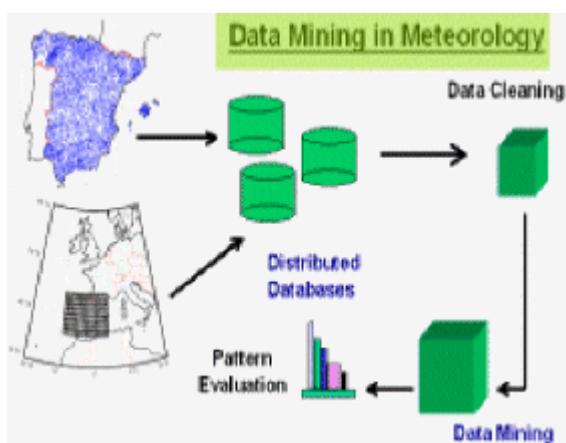 Data Mining in Meteorology
Data Cleaning
Distributed
Databases
Pattern
Evaluation
Data Mining